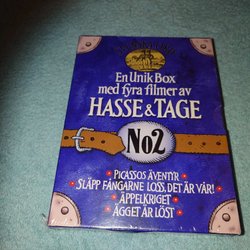 En Unik Box
med fyra filmer av
HASSE & TAGE
No2
• PICASSOS ÄVENTYR •
• SLÄPP FÅNGARNE LOSS, DET ÄR VÅR! •
• ÄPPELKRIGET •
• ÄGGET ÄR LÖST •